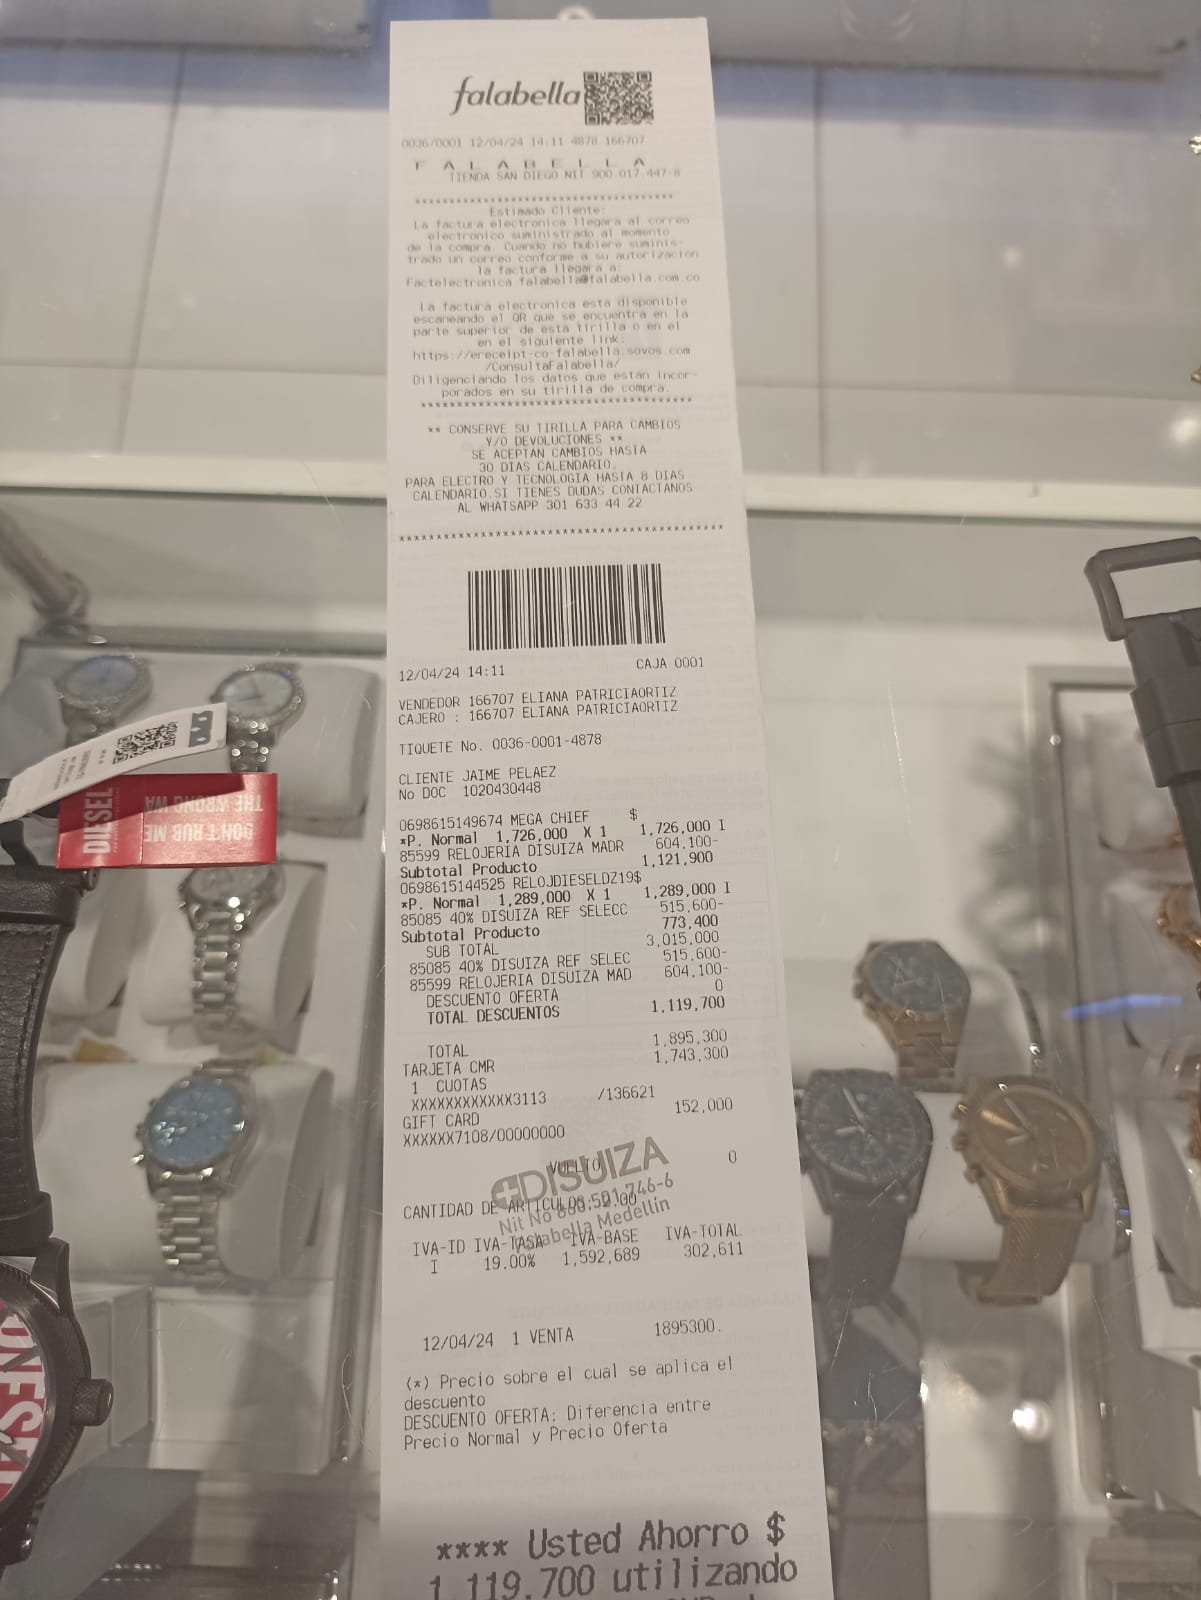 falabella
0036/0001 12/04/24 14:11 4878 166707
F A L A B E L L A
TIENDA SAN DIEGO NIT 900.017.447-8
****************************************
Estimado Cliente:
La factura electronica llegara al correo
electronico suministrado al momento
de la compra. Cuando no hubiere suminis-
trado un correo conforme a su autorizacion
la factura llegara a:
Factelectronica.falabella@falabella.com.co
La factura electronica esta disponible
escaneando el QR que se encuentra en la
parte superior de esta tirilla o en el
en el siguiente link:
https://ereceipt-co-falabella.sovos.com
/ConsultaFalabella/
Diligenciando los datos que estan incor-
porados en su tirilla de compra.
****************************************
** CONSERVE SU TIRILLA PARA CAMBIOS
Y/O DEVOLUCIONES **
SE ACEPTAN CAMBIOS HASTA
30 DIAS CALENDARIO.
PARA ELECTRO Y TECNOLOGIA HASTA 8 DIAS
CALENDARIO.SI TIENES DUDAS CONTACTANOS
AL WHATSAPP 301 633 44 22
****************************************
12/04/24 14:11 CAJA 0001
VENDEDOR 166707 ELIANA PATRICIAORTIZ
CAJERO : 166707 ELIANA PATRICIAORTIZ
TIQUETE No. 0036-0001-4878
CLIENTE JAIME PELAEZ
No DOC 1020430448
0698615149674 MEGA CHIEF $
*P. Normal 1,726,000 X 1 1,726,000 I
85599 RELOJERIA DISUIZA MADR 604,100-
Subtotal Producto 1,121,900
0698615144525 RELOJDIESELDZ19$
*P. Normal 1,289,000 X 1 1,289,000 I
85085 40% DISUIZA REF SELECC 515,600-
Subtotal Producto 773,400
SUB TOTAL 3,015,000
85085 40% DISUIZA REF SELEC 515,600-
85599 RELOJERIA DISUIZA MAD 604,100-
DESCUENTO OFERTA 0
TOTAL DESCUENTOS 1,119,700
TOTAL 1,895,300
TARJETA CMR 1,743,300
1 CUOTAS
XXXXXXXXXXXX3113 /136621
GIFT CARD 152,000
XXXXXX7108/00000000
VUELTO 0
DISUIZA
CANTIDAD DE ARTICULOS: 2.00
Falabella Medellin
IVA-ID IVA-TASA IVA-BASE IVA-TOTAL
I 19.00% 1,592,689 302,611
12/04/24 1 VENTA 1895300.
(*) Precio sobre el cual se aplica el
descuento
DESCUENTO OFERTA: Diferencia entre
Precio Normal y Precio Oferta
**** Usted Ahorro $
1,119,700 utilizando
DIESEL
DON'T RUB ME
THE WRONG WA